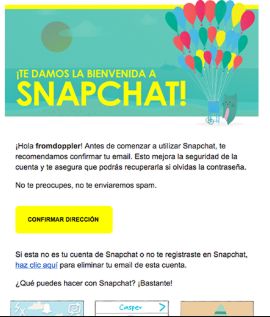 ¡TE DAMOS LA BIENVENIDA A
SNAPCHAT!
¡Hola fromdoppler! Antes de comenzar a utilizar Snapchat, te
recomendamos confirmar tu email. Esto mejora la seguridad de la
cuenta y te asegura que podrás recuperarla si olvidas la contraseña.
No te preocupes, no te enviaremos spam.
CONFIRMAR DIRECCIÓN
Si esta no es tu cuenta de Snapchat o no te registraste en Snapchat,
haz clic aquí para eliminar tu email de esta cuenta.
¿Qué puedes hacer con Snapchat? ¡Bastante!
Casper